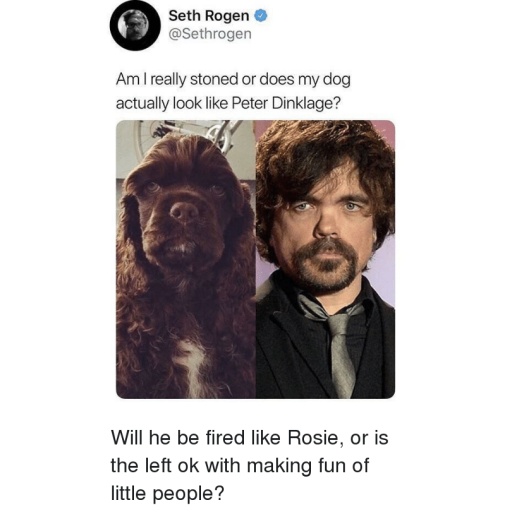 Seth Rogen
@Sethrogen
Am I really stoned or does my dog
actually look like Peter Dinklage?
Will he be fired like Rosie, or is
the left ok with making fun of
little people?